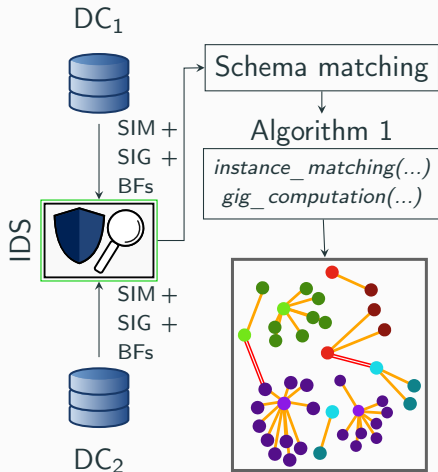 DC₁
SIM +
SIG +
BFs
IDS
SIM +
SIG +
BFs
DC₂
Schema matching
Algorithm 1
instance_matching(...)
gig_computation(...)